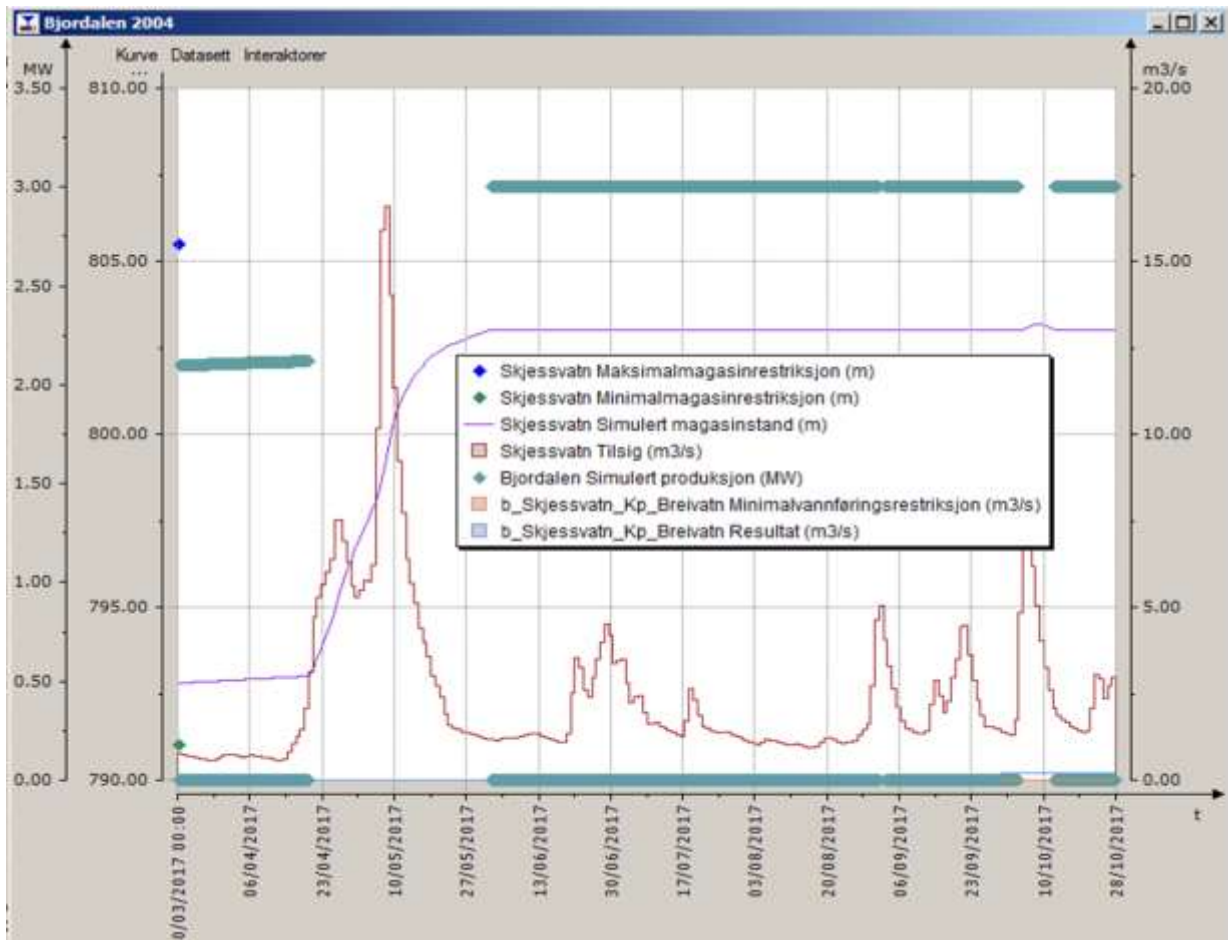 Bjordalen 2004
Kurve Datasett Interaktorer
MW
...
m3/s
3.50
810.00
20.00
3.00
805.00
15.00
2.50
2.00
800.00
10.00
1.50
1.00
795.00
5.00
0.50
0.00
790.00
0.00
Skjessvatn Maksimalmagasinrestriksjon (m)
Skjessvatn Minimalmagasinrestriksjon (m)
Skjessvatn Simulert magasinstand (m)
Skjessvatn Tilsig (m3/s)
Bjordalen Simulert produksjon (MW)
b_Skjessvatn_Kp_Breivatn Minimalvannføringsrestriksjon (m3/s)
b_Skjessvatn_Kp_Breivatn Resultat (m3/s)
t
0/03/2017 00:00
06/04/2017
23/04/2017
10/05/2017
27/05/2017
13/06/2017
30/06/2017
17/07/2017
03/08/2017
20/08/2017
06/09/2017
23/09/2017
10/10/2017
28/10/2017